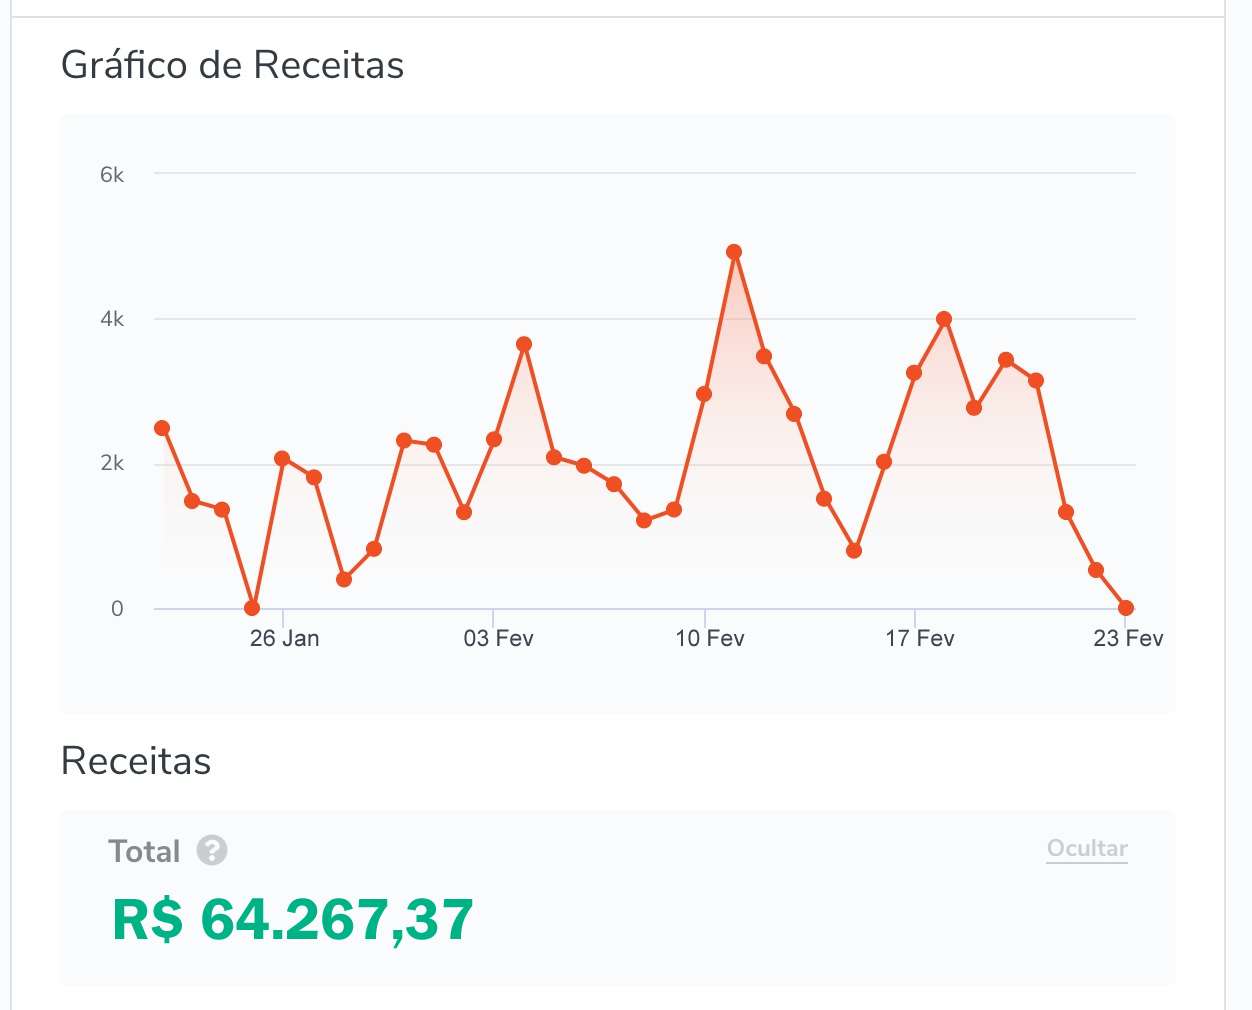 Gráfico de Receitas
6k
4k
2k
0
26 Jan 03 Fev 10 Fev 17 Fev 23 Fev
Receitas
Total ? Ocultar
R$ 64.267,37